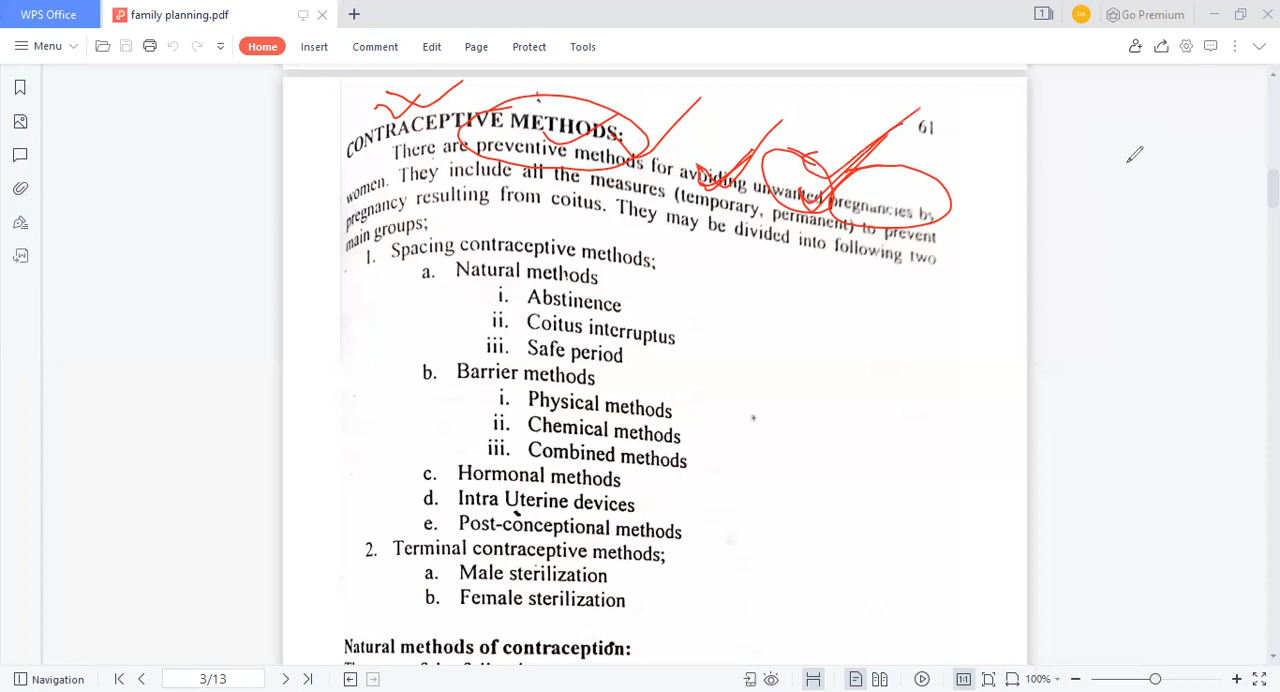 WPS Office
family planning.pdf
1
Go Premium
Menu
Home
Insert
Comment
Edit
Page
Protect
Tools
61
CONTRACEPTIVE METHODS:
There are preventive methods for avoiding unwanted pregnancies by
women. They include all the measures (temporary, permanent) to prevent
pregnancy resulting from coitus. They may be divided into following two
main groups;
1. Spacing contraceptive methods;
a. Natural methods
i. Abstinence
ii. Coitus interruptus
iii. Safe period
b. Barrier methods
i. Physical methods
ii. Chemical methods
iii. Combined methods
c. Hormonal methods
d. Intra Uterine devices
e. Post-conceptional methods
2. Terminal contraceptive methods;
a. Male sterilization
b. Female sterilization
Natural methods of contraception:
Navigation
3/13
1:1
100%